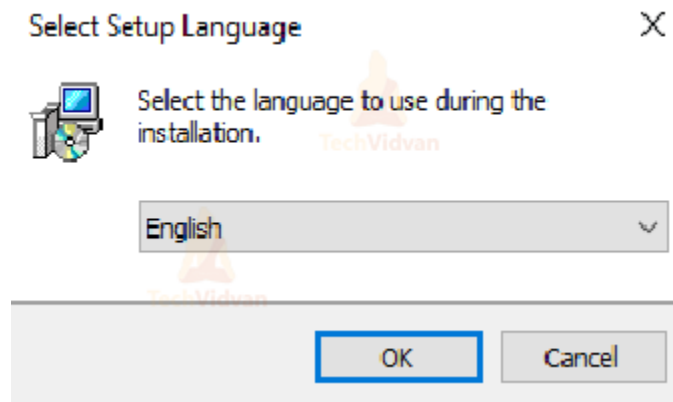 Select Setup Language
Select the language to use during the
installation.
TechVidvan
English
TechVidvan
OK
Cancel